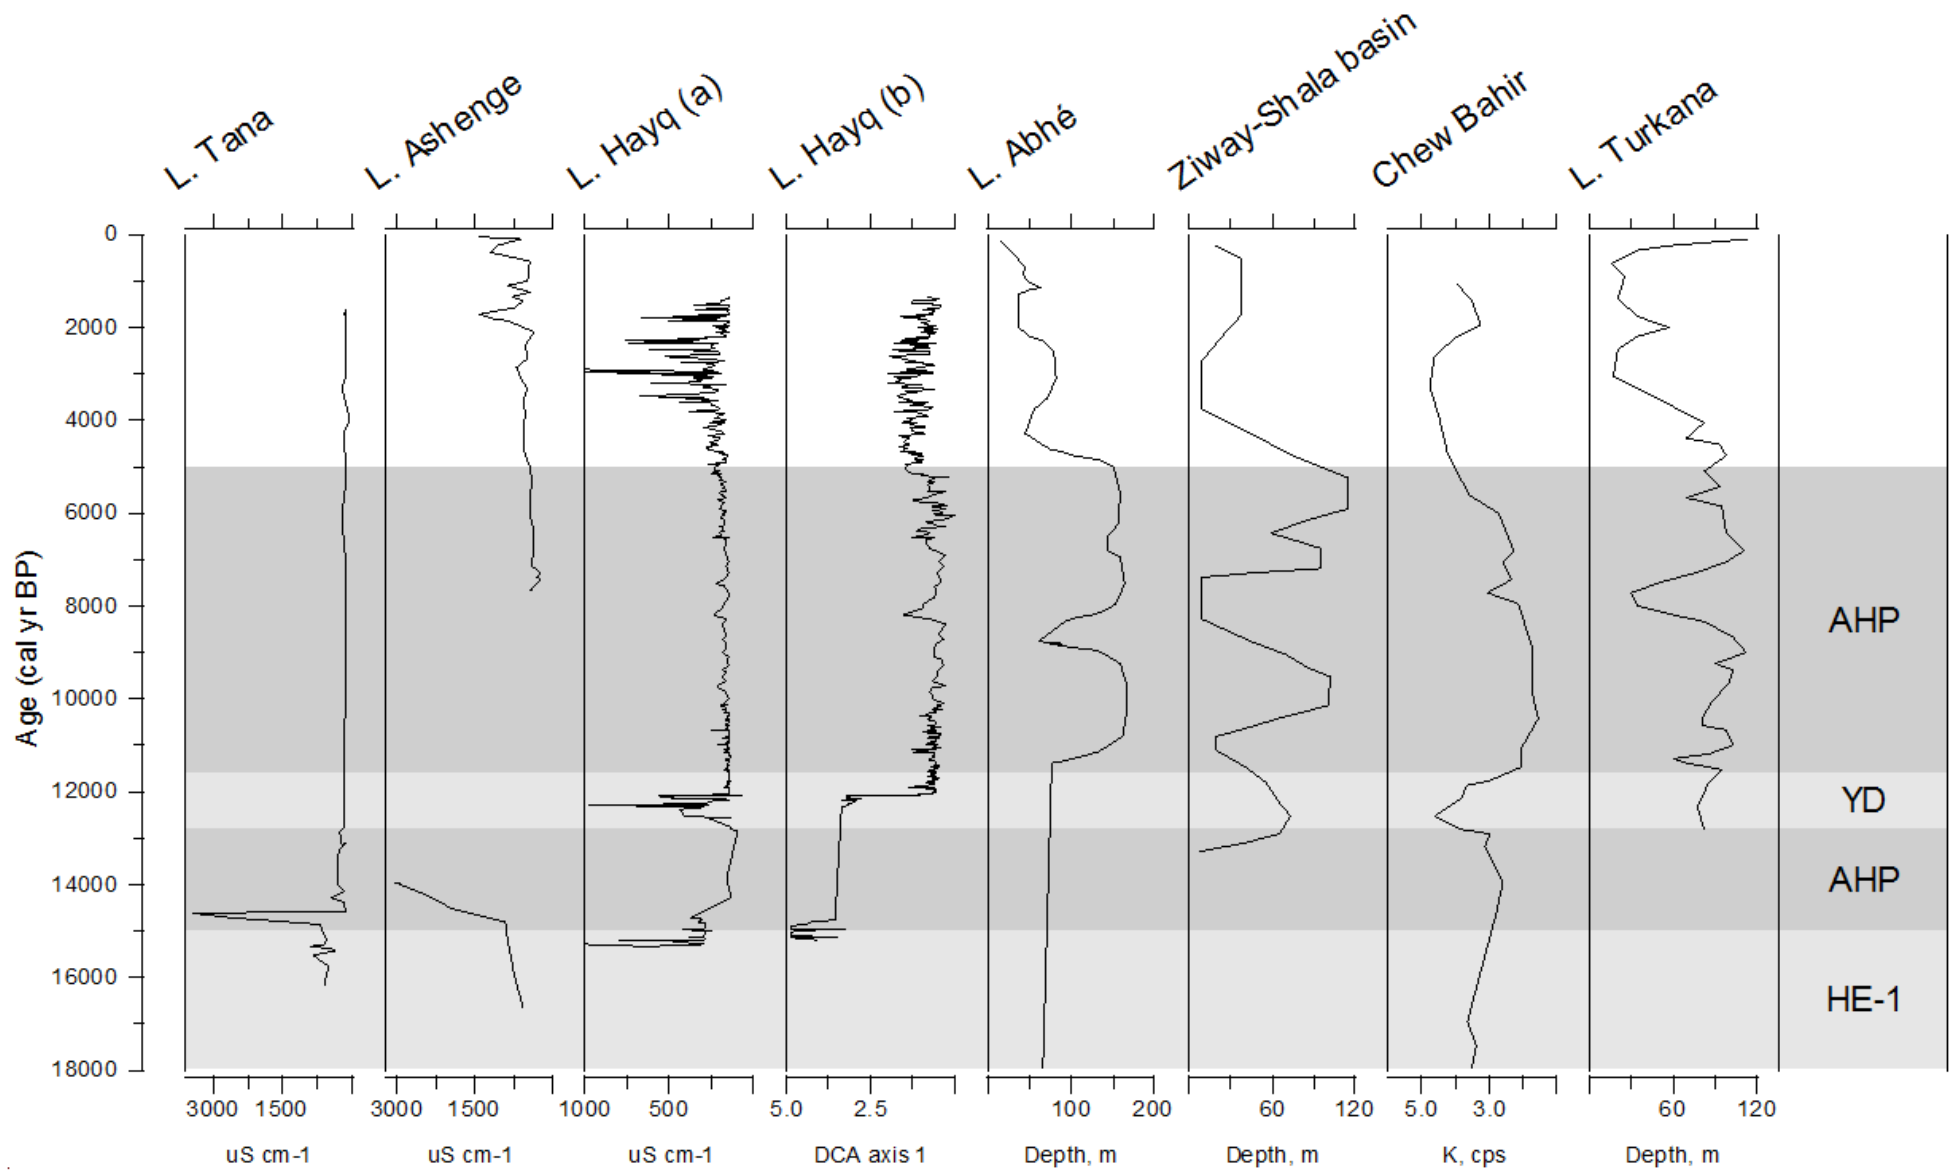 L. Tana
L. Ashenge
L. Hayq (a)
L. Hayq (b)
L. Abhé
Ziway-Shala basin
Chew Bahir
L. Turkana
Age (cal yr BP)
0
2000
4000
6000
8000
10000
12000
14000
16000
18000
AHP
YD
AHP
HE-1
3000 1500 3000 1500 1000 500 5.0 2.5 100 200 60 120 5.0 3.0 60 120
uS cm-1 uS cm-1 uS cm-1 DCA axis 1 Depth, m Depth, m K, cps Depth, m